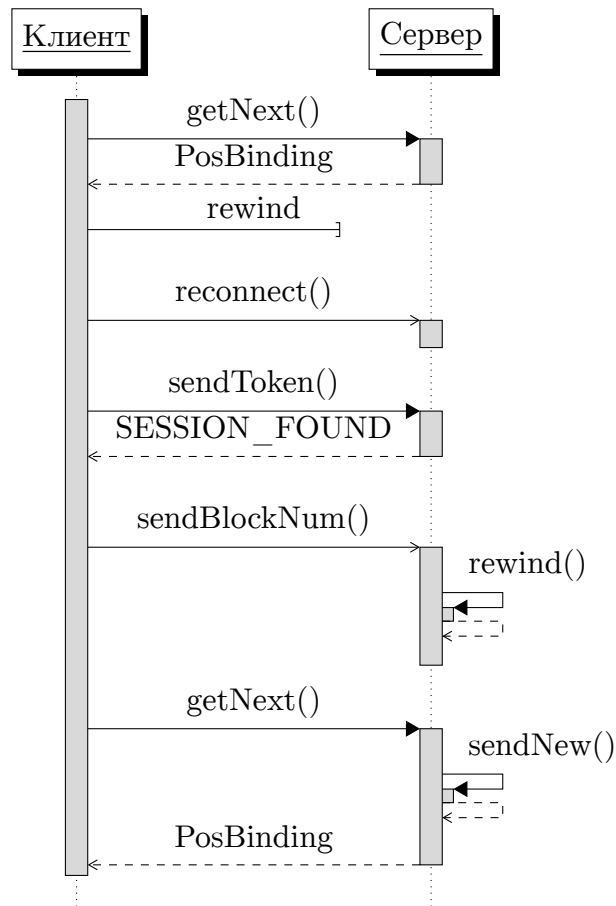 Клиент
Сервер
getNext()
PosBinding
rewind
reconnect()
sendToken()
SESSION_FOUND
sendBlockNum()
rewind()
getNext()
sendNew()
PosBinding